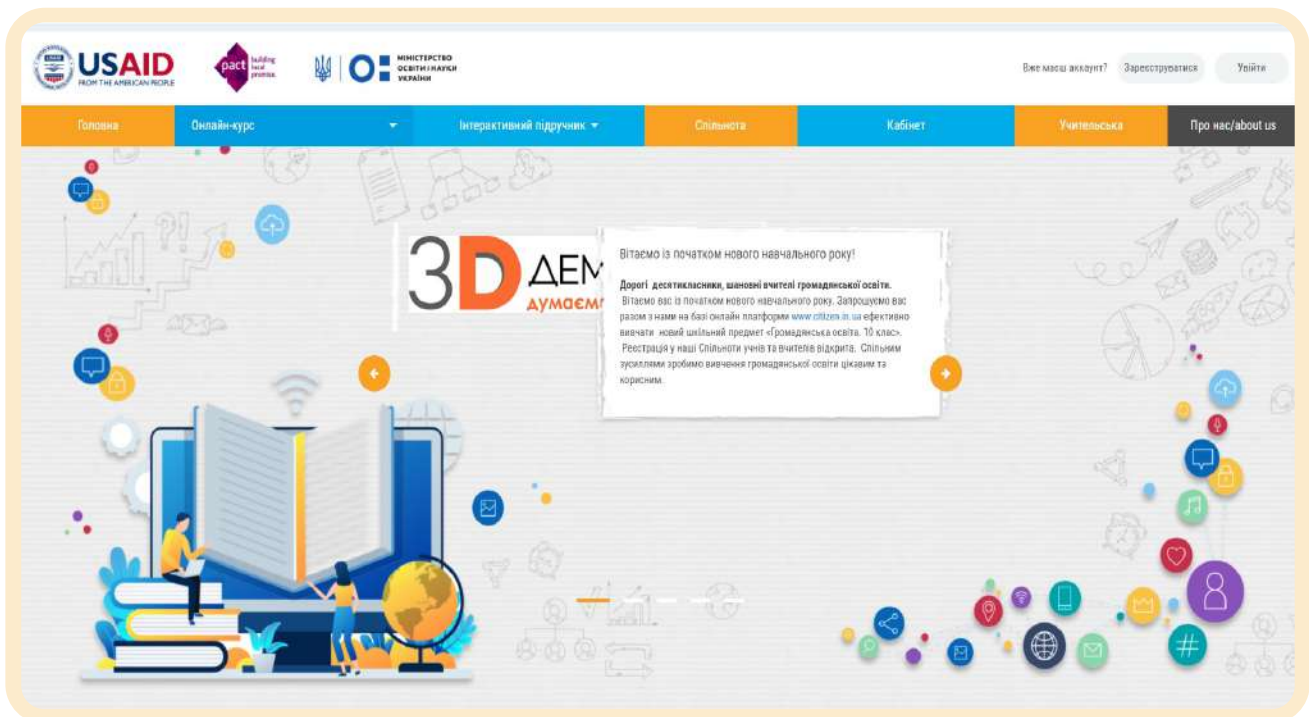 USAID
FROM THE AMERICAN PEOPLE
pact building
local
promise.
МІНІСТЕРСТВО
ОСВІТИ І НАУКИ
УКРАЇНИ
Вже маєш аккаунт? Зареєструватися Увійти
Головна Онлайн-курс Інтерактивний підручник Спільнота Кабінет Учительська Про нас/about us
3D ДЕМ
думаємо
Вітаємо із початком нового навчального року!
Дорогі десятикласники, шановні вчителі громадянської освіти.
Вітаємо вас із початком нового навчального року. Запрошуємо вас
разом з нами на базі онлайн платформи www.citizen.in.ua ефективно
вивчати новий шкільний предмет «Громадянська освіта. 10 клас».
Реєстрація у наші Спільноти учнів та вчителів відкрита. Спільним
зусиллями зробимо вивчення громадянської освіти цікавим та
корисним.